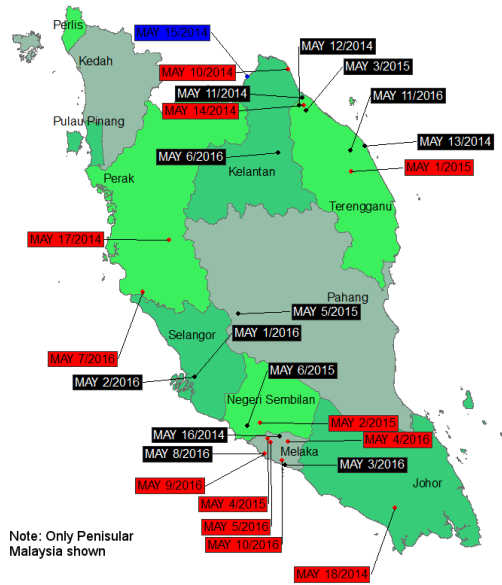 Perlis
MAY 15/2014
MAY 12/2014
Kedah
MAY 10/2014
MAY 3/2015
MAY 11/2014
MAY 11/2016
MAY 14/2014
Pulau Pinang
MAY 13/2014
MAY 6/2016
Kelantan
MAY 1/2015
Perak
Terengganu
MAY 17/2014
Pahang
MAY 5/2015
Selangor
MAY 1/2016
MAY 7/2016
MAY 6/2015
MAY 2/2016
Negeri Sembilan
MAY 2/2015
MAY 16/2014
MAY 4/2016
MAY 8/2016
Melaka
MAY 3/2016
MAY 9/2016
Johor
MAY 4/2015
MAY 5/2016
MAY 10/2016
Note: Only Penisular
Malaysia shown
MAY 18/2014